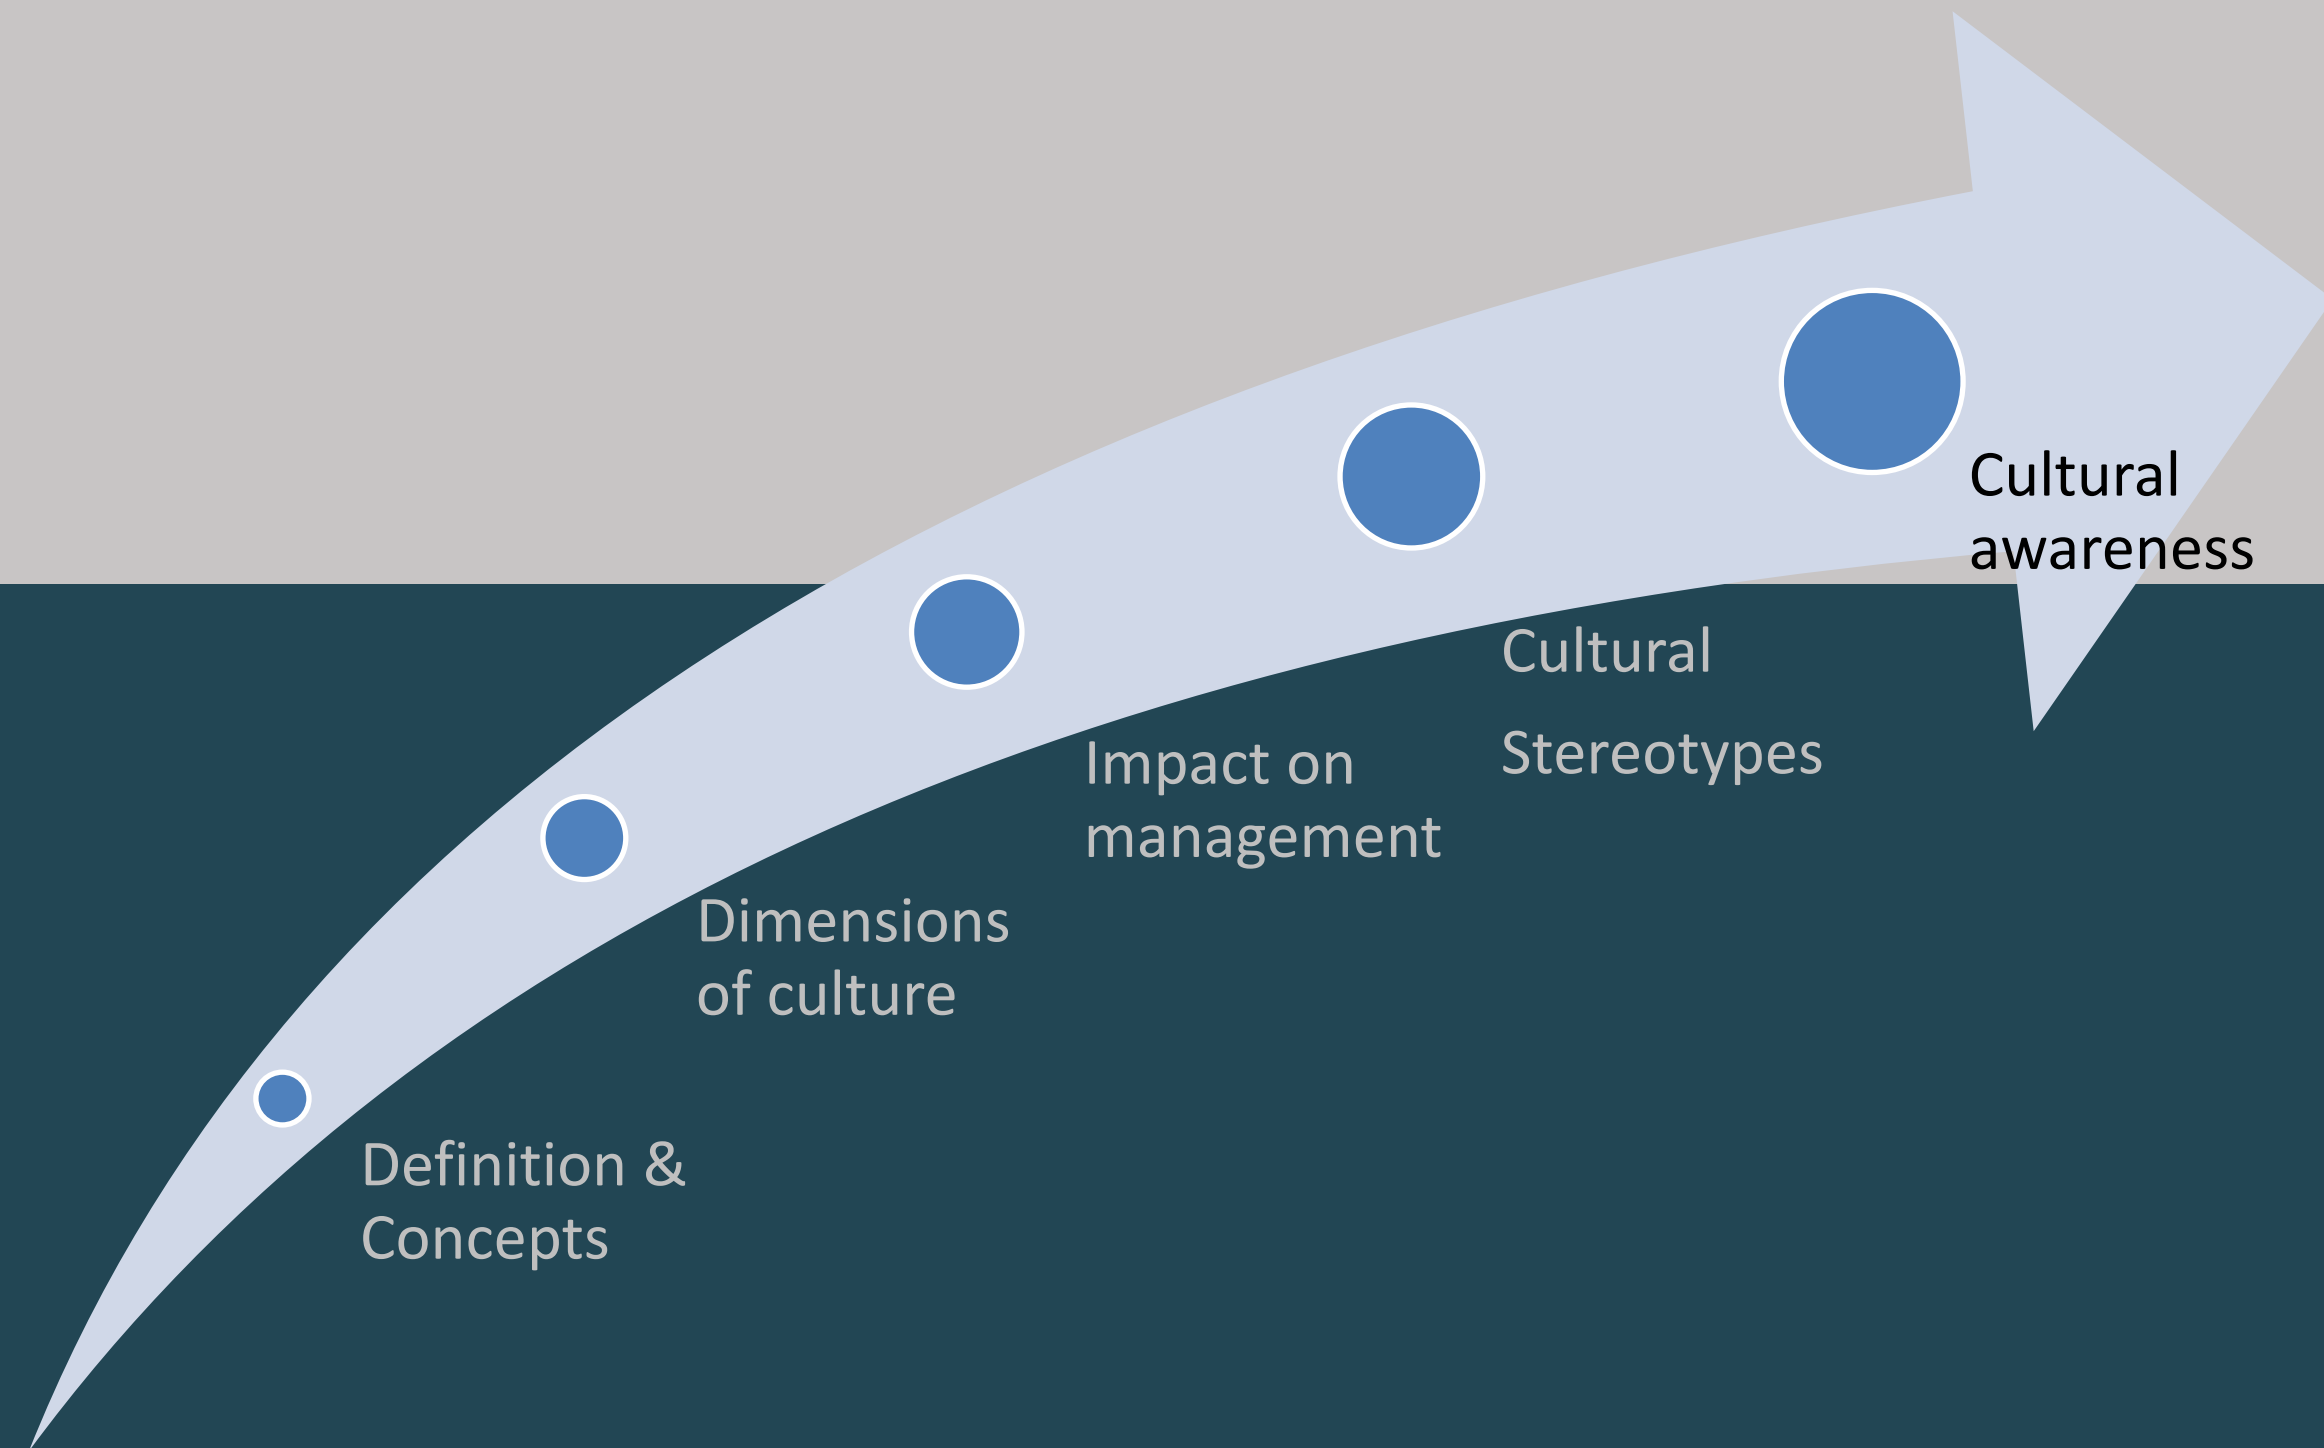 Cultural
awareness
Cultural
Stereotypes
Impact on
management
Dimensions
of culture
Definition &
Concepts